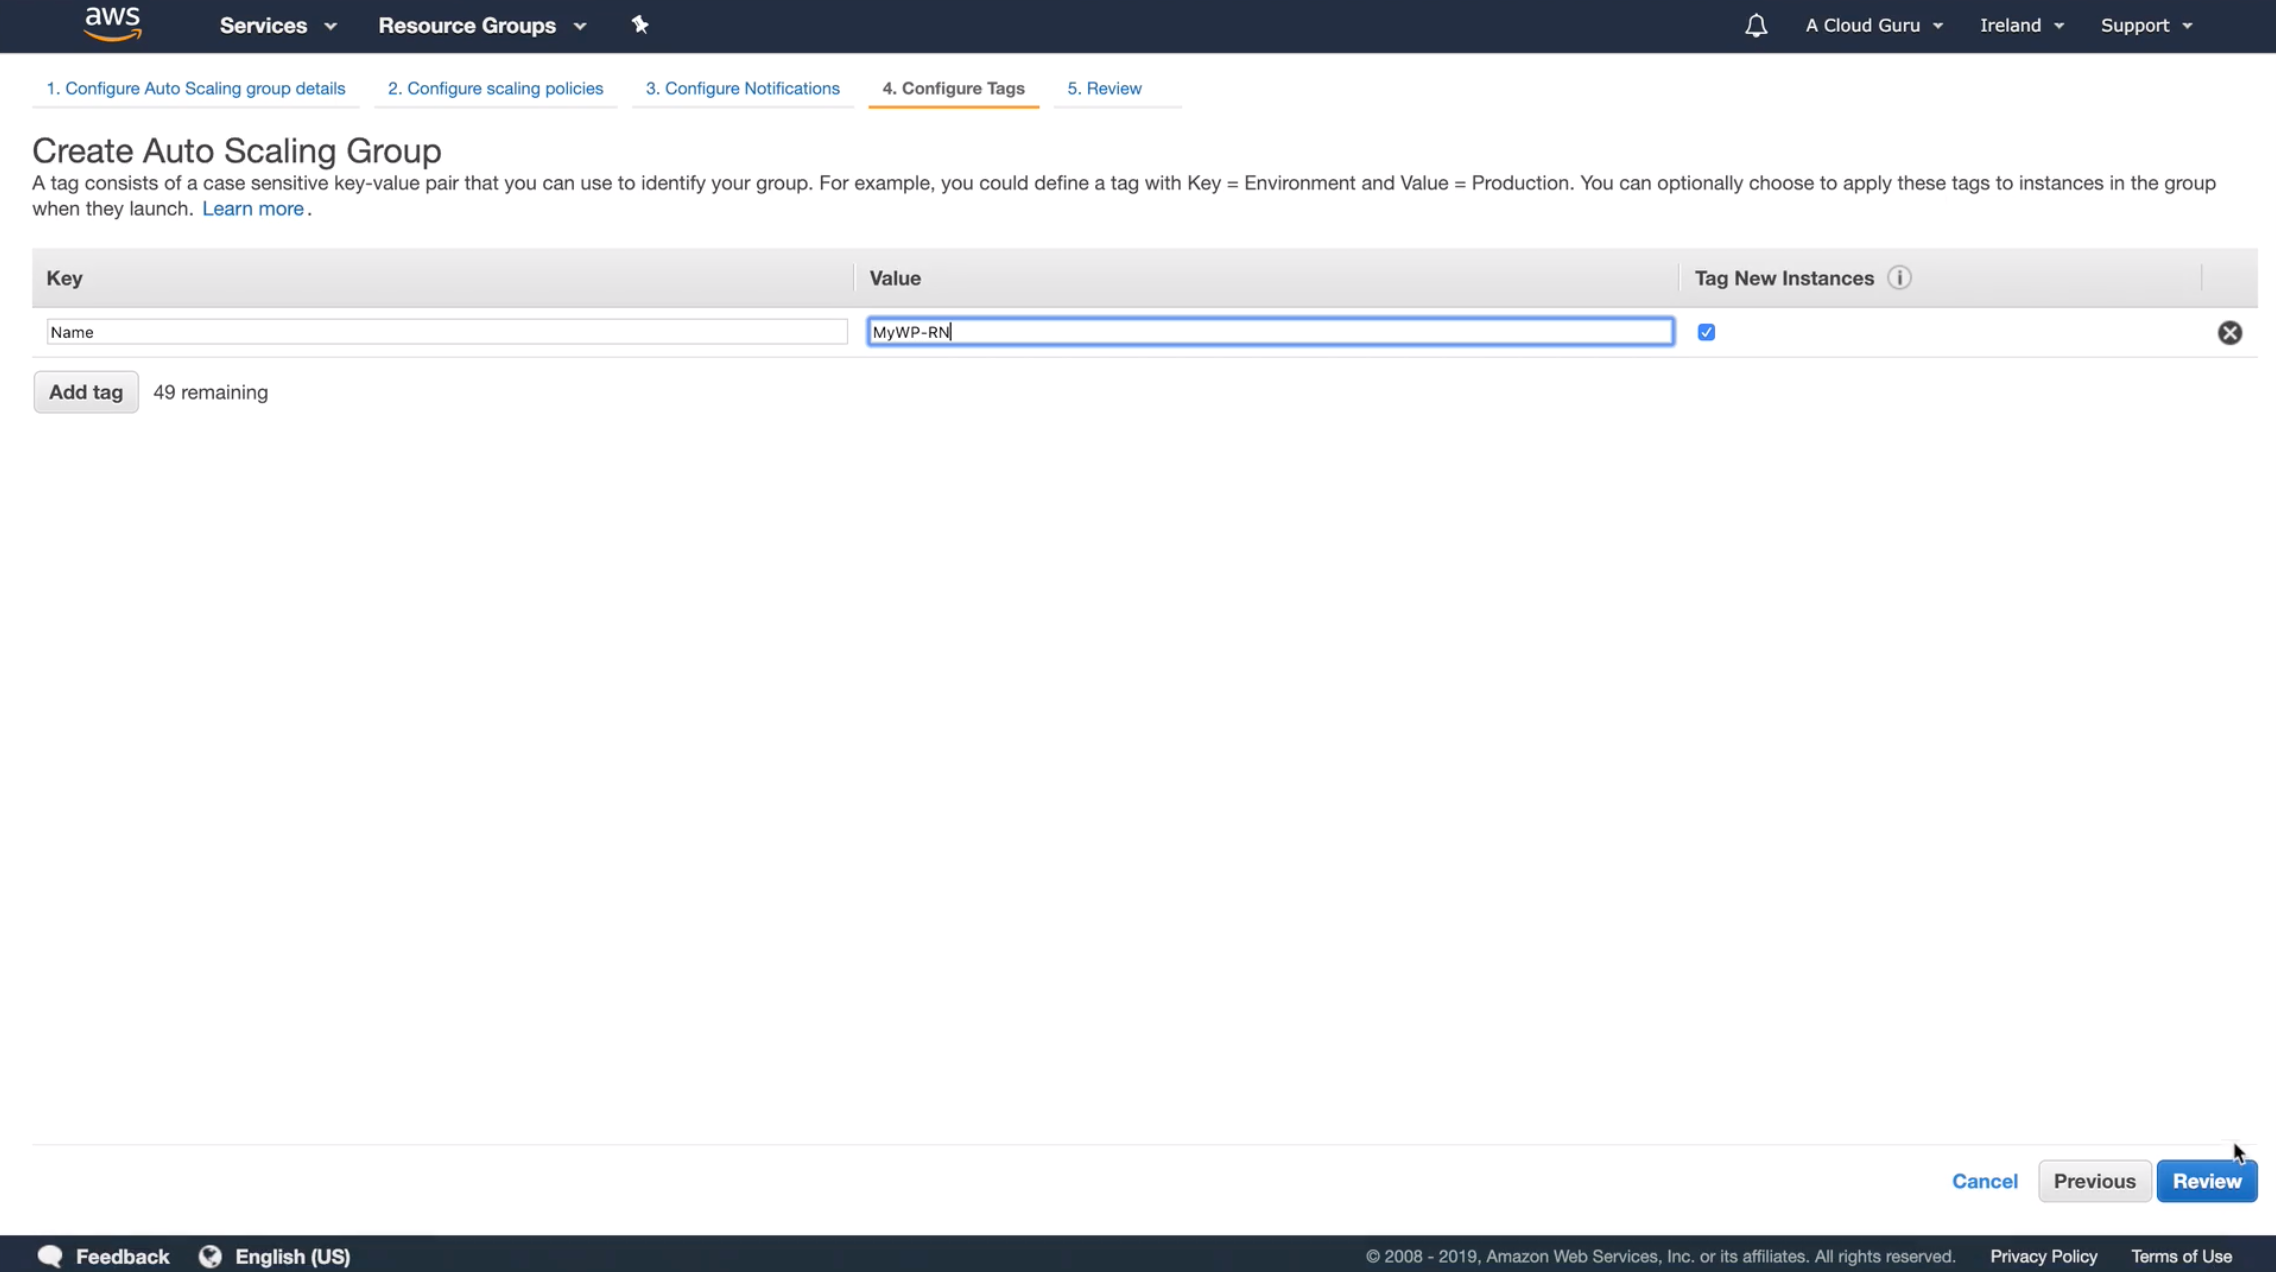 aws Services Resource Groups A Cloud Guru Ireland Support
1. Configure Auto Scaling group details 2. Configure scaling policies 3. Configure Notifications 4. Configure Tags 5. Review
Create Auto Scaling Group
A tag consists of a case sensitive key-value pair that you can use to identify your group. For example, you could define a tag with Key = Environment and Value = Production. You can optionally choose to apply these tags to instances in the group
when they launch. Learn more.
Key Value Tag New Instances
Name MyWP-RN
Add tag 49 remaining
Cancel Previous Review
Feedback English (US) © 2008 - 2019, Amazon Web Services, Inc. or its affiliates. All rights reserved. Privacy Policy Terms of Use